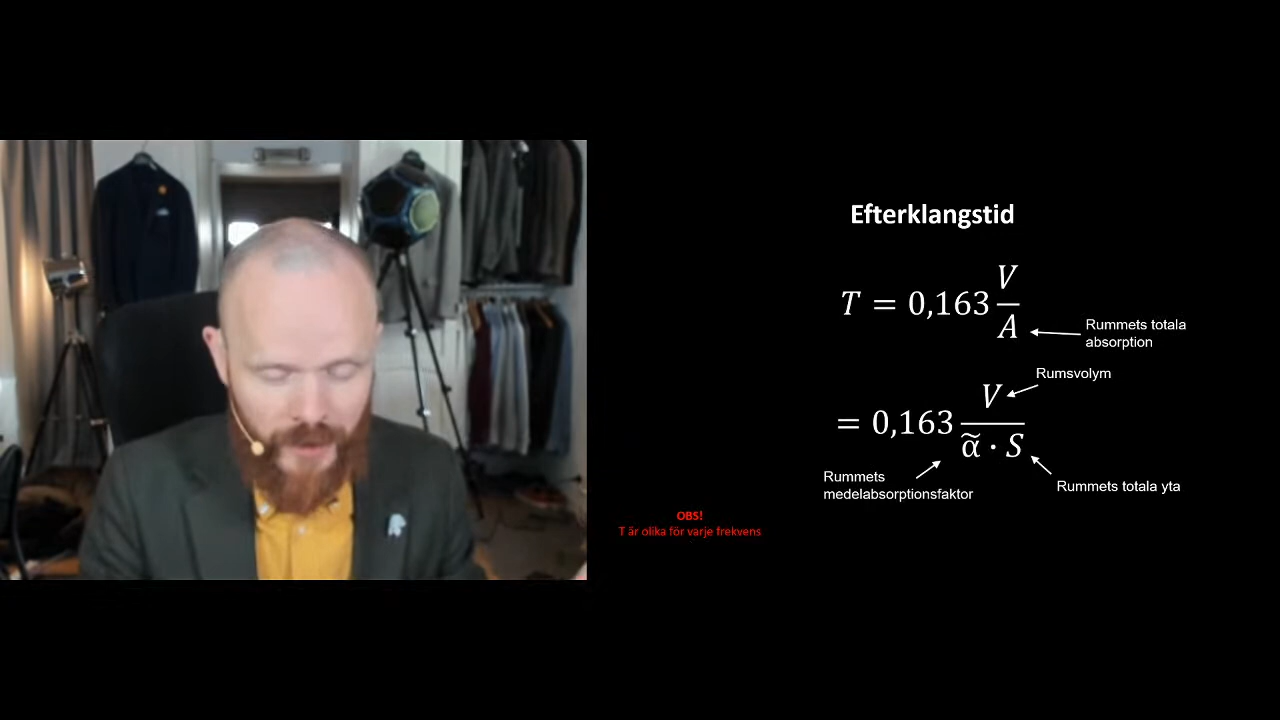 Efterklangstid
T = 0,163 V/A
Rummets totala
absorption
Rumsvolym
= 0,163 V/(α̃ · S)
Rummets
medelabsorptionsfaktor
Rummets totala yta
OBS!
T är olika för varje frekvens